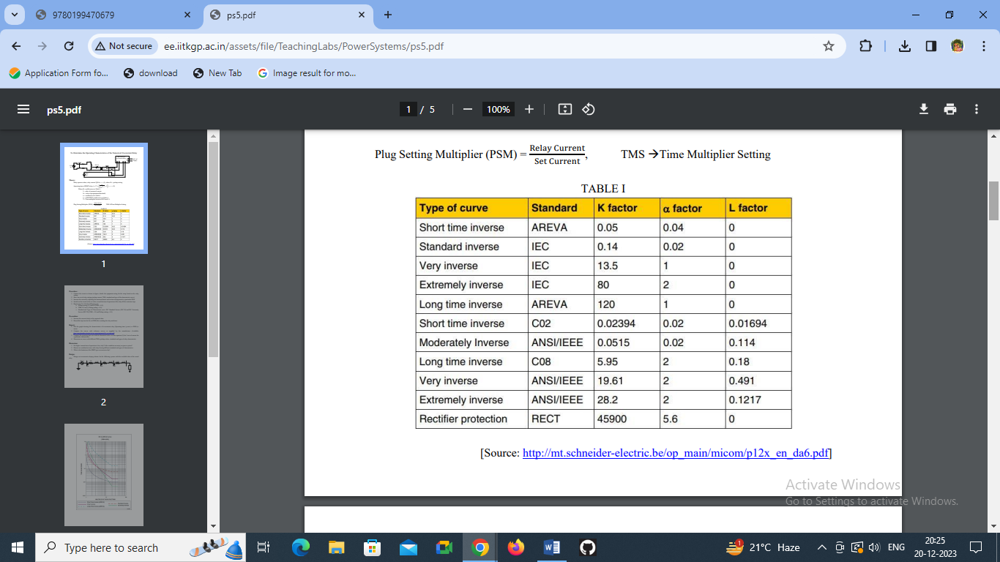 9780199470679
ps5.pdf
Not secure
ee.iitkgp.ac.in/assets/file/TeachingLabs/PowerSystems/ps5.pdf
Application Form fo...
download
New Tab
Image result for mo...
ps5.pdf
1 / 5
100%
1
2
Plug Setting Multiplier (PSM) = Relay Current / Set Current, TMS →Time Multiplier Setting
TABLE I
Type of curve Standard K factor α factor L factor
Short time inverse AREVA 0.05 0.04 0
Standard inverse IEC 0.14 0.02 0
Very inverse IEC 13.5 1 0
Extremely inverse IEC 80 2 0
Long time inverse AREVA 120 1 0
Short time inverse C02 0.02394 0.02 0.01694
Moderately Inverse ANSI/IEEE 0.0515 0.02 0.114
Long time inverse C08 5.95 2 0.18
Very inverse ANSI/IEEE 19.61 2 0.491
Extremely inverse ANSI/IEEE 28.2 2 0.1217
Rectifier protection RECT 45900 5.6 0
[Source: http://mt.schneider-electric.be/op_main/micom/p12x_en_da6.pdf]
Activate Windows
Go to Settings to activate Windows.
Type here to search
1
21°C Haze
ENG
20:25
20-12-2023